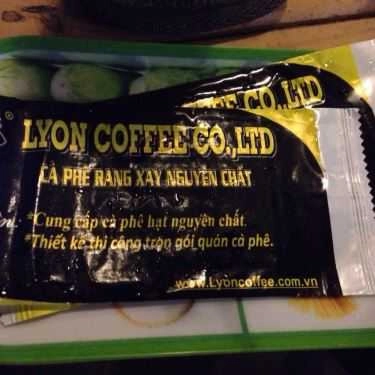 LYON COFFEE CO.,LTD
CÀ PHÊ RANG XAY NGUYÊN CHẤT
*Cung cấp cà phê hạt nguyên chất.
*Thiết kế thi công trọn gói quán cà phê.
www.Lyoncoffee.com.vn
COFFEE CO.,LTD